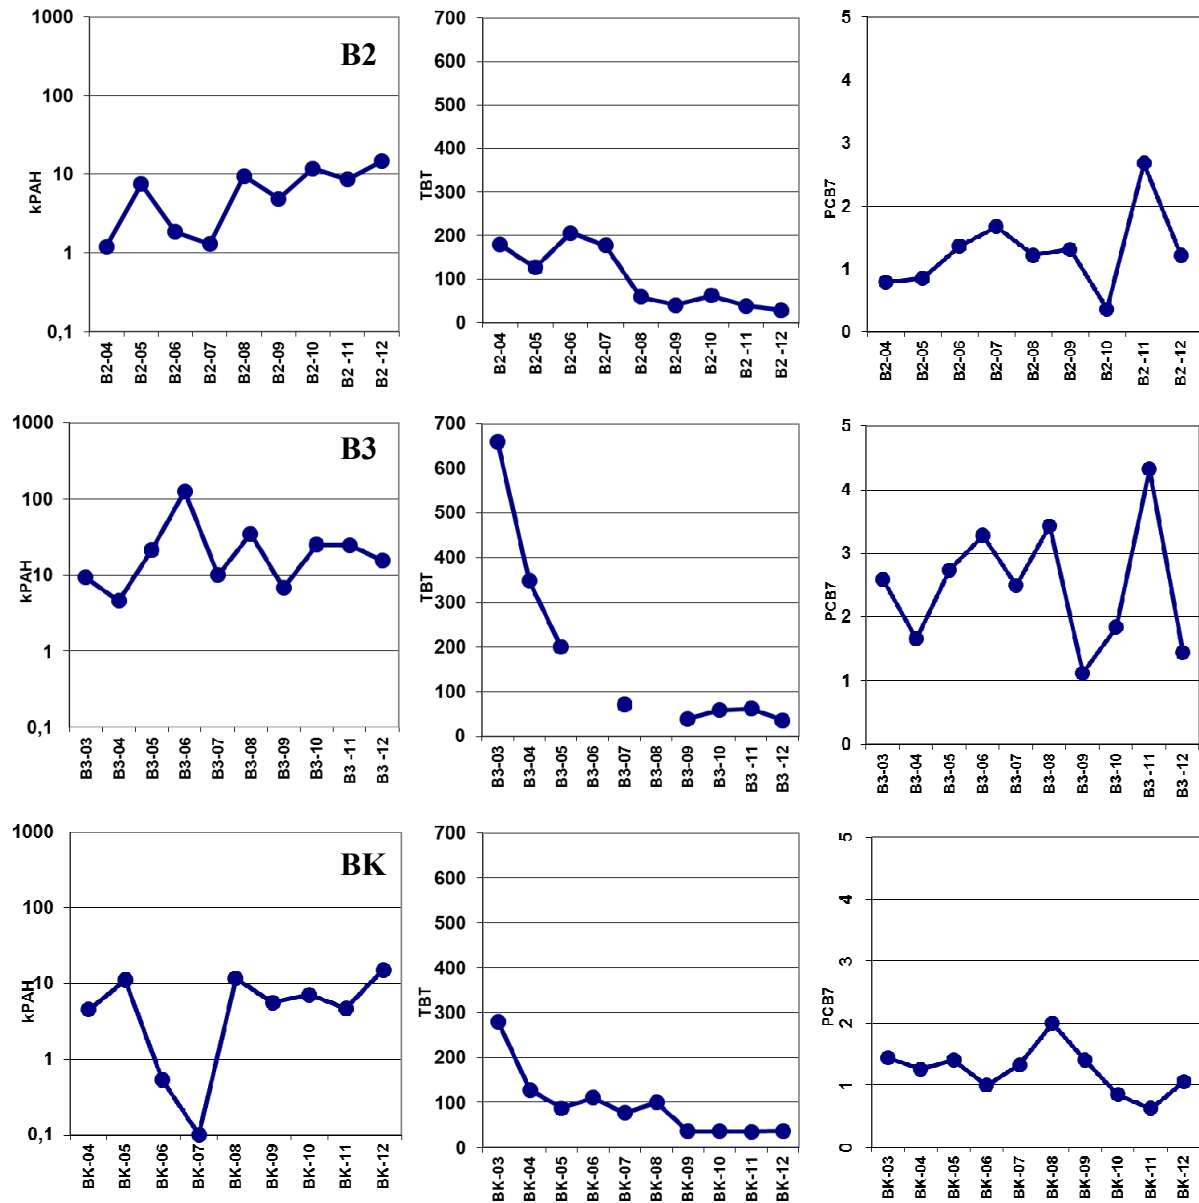 1000
100
10
1
0,1
kPAH
B2
B2-04
B2-05
B2-06
B2-07
B2-08
B2-09
B2-10
B2 -11
B2 -12
700
600
500
400
300
200
100
0
TBT
B2-04
B2-05
B2-06
B2-07
B2-08
B2-09
B2-10
B2 -11
B2 -12
5
4
3
2
1
0
PCB7
B2-04
B2-05
B2-06
B2-07
B2-08
B2-09
B2-10
B2 -11
B2 -12
1000
100
10
1
0,1
kPAH
B3
B3-03
B3-04
B3-05
B3-06
B3-07
B3-08
B3-09
B3-10
B3 -11
B3 -12
700
600
500
400
300
200
100
0
TBT
B3-03
B3-04
B3-05
B3-06
B3-07
B3-08
B3-09
B3-10
B3 -11
B3 -12
5
4
3
2
1
0
PCB7
B3-03
B3-04
B3-05
B3-06
B3-07
B3-08
B3-09
B3-10
B3 -11
B3 -12
1000
100
10
1
0,1
kPAH
BK
BK-04
BK-05
BK-06
BK-07
BK-08
BK-09
BK-10
BK-11
BK-12
700
600
500
400
300
200
100
0
TBT
BK-03
BK-04
BK-05
BK-06
BK-07
BK-08
BK-09
BK-10
BK-11
BK-12
5
4
3
2
1
0
PCB7
BK-03
BK-04
BK-05
BK-06
BK-07
BK-08
BK-09
BK-10
BK-11
BK-12